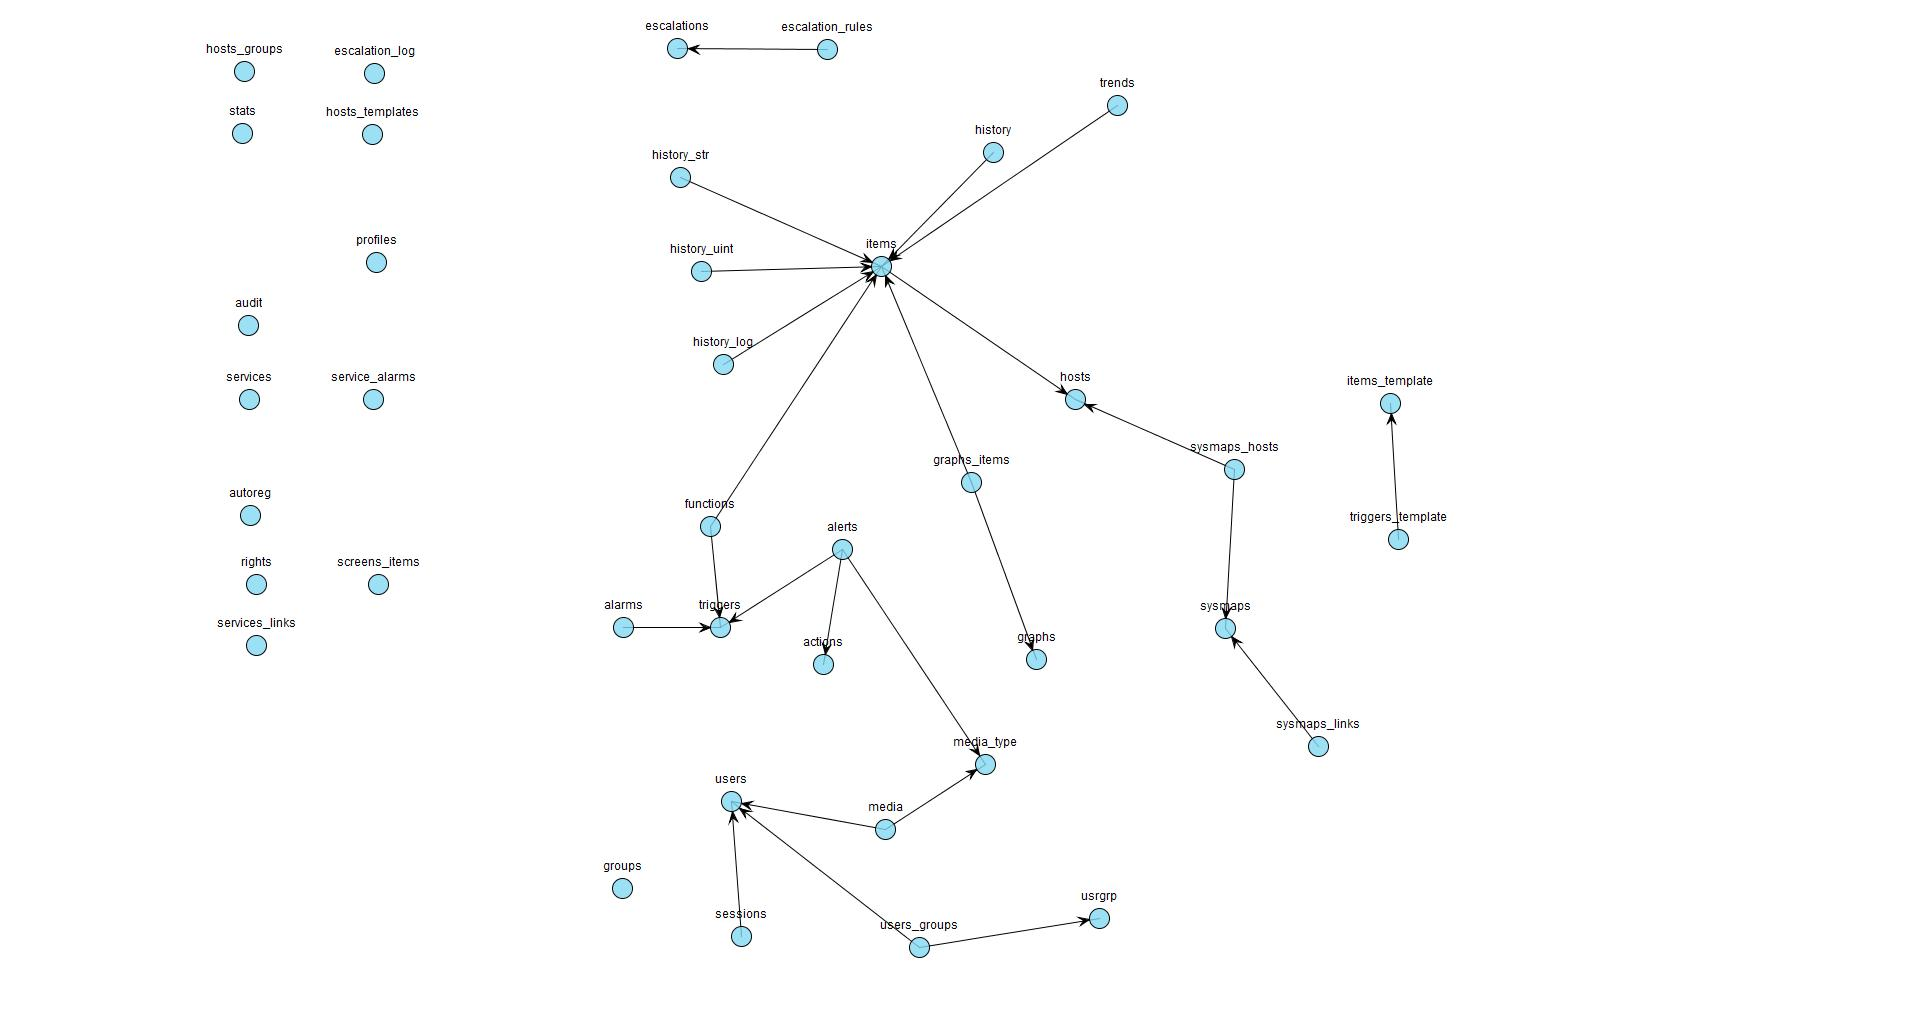 escalations
escalation_rules
hosts_groups
escalation_log
trends
stats
hosts_templates
history
history_str
profiles
items
history_uint
audit
history_log
services
service_alarms
hosts
items_template
sysmaps_hosts
graphs_items
autoreg
functions
triggers_template
alerts
rights
screens_items
alarms
triggers
sysmaps
services_links
actions
graphs
sysmaps_links
media_type
users
media
groups
usrgrp
sessions
users_groups